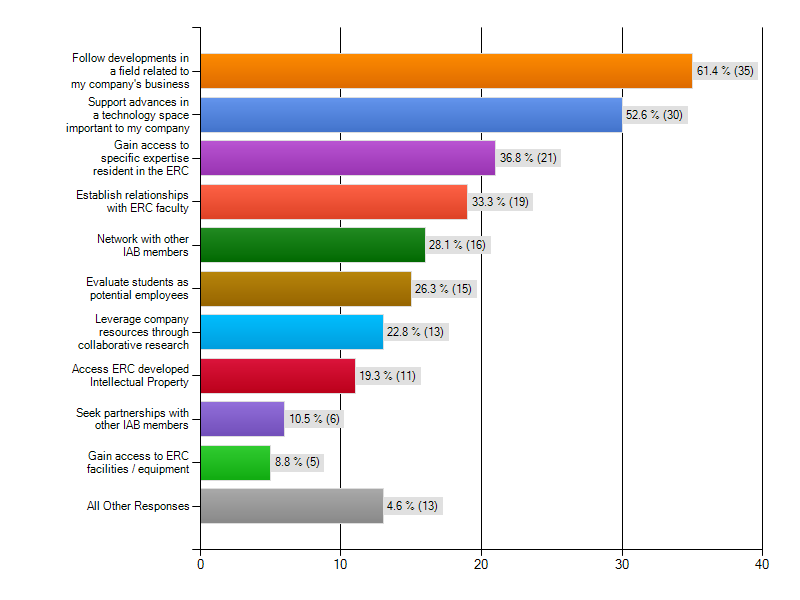 Follow developments in
a field related to
my company's business
61.4 % (35)
Support advances in
a technology space
important to my company
52.6 % (30)
Gain access to
specific expertise
resident in the ERC
36.8 % (21)
Establish relationships
with ERC faculty
33.3 % (19)
Network with other
IAB members
28.1 % (16)
Evaluate students as
potential employees
26.3 % (15)
Leverage company
resources through
collaborative research
22.8 % (13)
Access ERC developed
Intellectual Property
19.3 % (11)
Seek partnerships with
other IAB members
10.5 % (6)
Gain access to ERC
facilities / equipment
8.8 % (5)
All Other Responses
4.6 % (13)
0 10 20 30 40